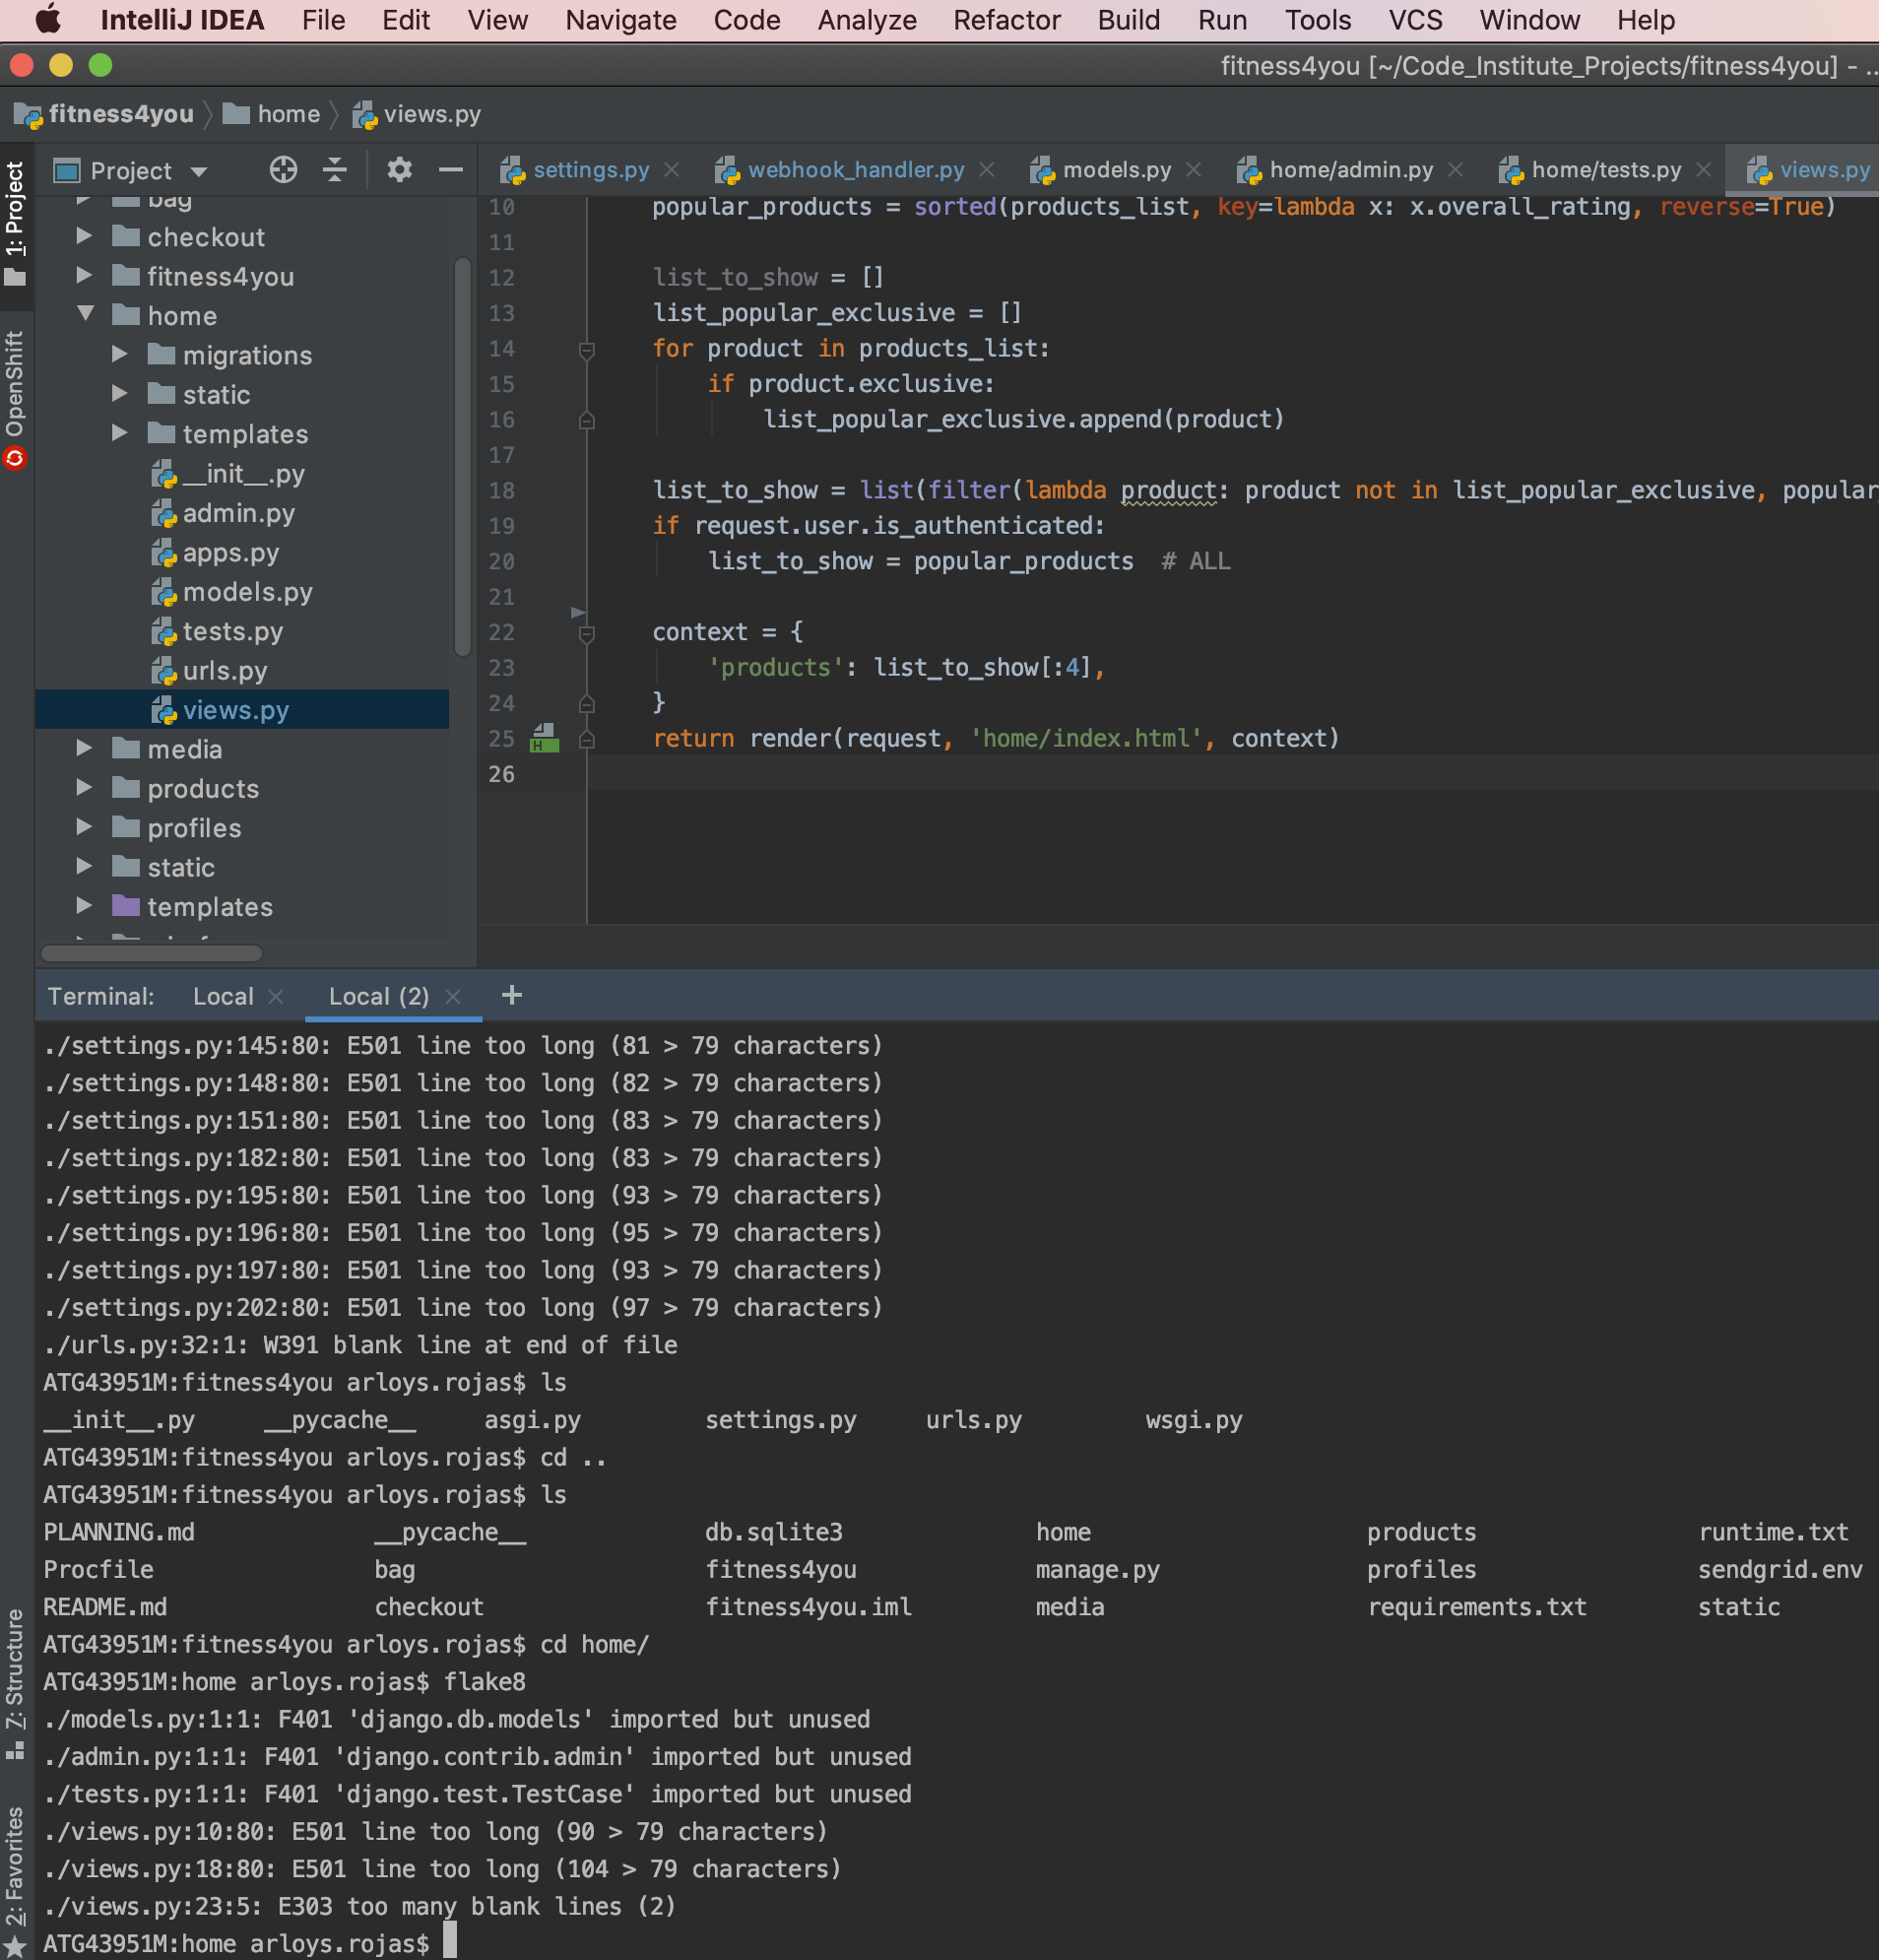 IntelliJ IDEA File Edit View Navigate Code Analyze Refactor Build Run Tools VCS Window Help
fitness4you [~/Code_Institute_Projects/fitness4you] - ..
fitness4you home views.py
1: Project
OpenShift
7: Structure
2: Favorites
Project
bag
checkout
fitness4you
home
migrations
static
templates
__init__.py
admin.py
apps.py
models.py
tests.py
urls.py
views.py
media
products
profiles
static
templates
settings.py webhook_handler.py models.py home/admin.py home/tests.py views.py
10 popular_products = sorted(products_list, key=lambda x: x.overall_rating, reverse=True)
11
12 list_to_show = []
13 list_popular_exclusive = []
14 for product in products_list:
15 if product.exclusive:
16 list_popular_exclusive.append(product)
17
18 list_to_show = list(filter(lambda product: product not in list_popular_exclusive, popular_
19 if request.user.is_authenticated:
20 list_to_show = popular_products # ALL
21
22 context = {
23 'products': list_to_show[:4],
24 }
25 return render(request, 'home/index.html', context)
26
Terminal: Local Local (2) +
./settings.py:145:80: E501 line too long (81 > 79 characters)
./settings.py:148:80: E501 line too long (82 > 79 characters)
./settings.py:151:80: E501 line too long (83 > 79 characters)
./settings.py:182:80: E501 line too long (83 > 79 characters)
./settings.py:195:80: E501 line too long (93 > 79 characters)
./settings.py:196:80: E501 line too long (95 > 79 characters)
./settings.py:197:80: E501 line too long (93 > 79 characters)
./settings.py:202:80: E501 line too long (97 > 79 characters)
./urls.py:32:1: W391 blank line at end of file
ATG43951M:fitness4you arloys.rojas$ ls
__init__.py __pycache__ asgi.py settings.py urls.py wsgi.py
ATG43951M:fitness4you arloys.rojas$ cd ..
ATG43951M:fitness4you arloys.rojas$ ls
PLANNING.md __pycache__ db.sqlite3 home products runtime.txt
Procfile bag fitness4you manage.py profiles sendgrid.env
README.md checkout fitness4you.iml media requirements.txt static
ATG43951M:fitness4you arloys.rojas$ cd home/
ATG43951M:home arloys.rojas$ flake8
./models.py:1:1: F401 'django.db.models' imported but unused
./admin.py:1:1: F401 'django.contrib.admin' imported but unused
./tests.py:1:1: F401 'django.test.TestCase' imported but unused
./views.py:10:80: E501 line too long (90 > 79 characters)
./views.py:18:80: E501 line too long (104 > 79 characters)
./views.py:23:5: E303 too many blank lines (2)
ATG43951M:home arloys.rojas$